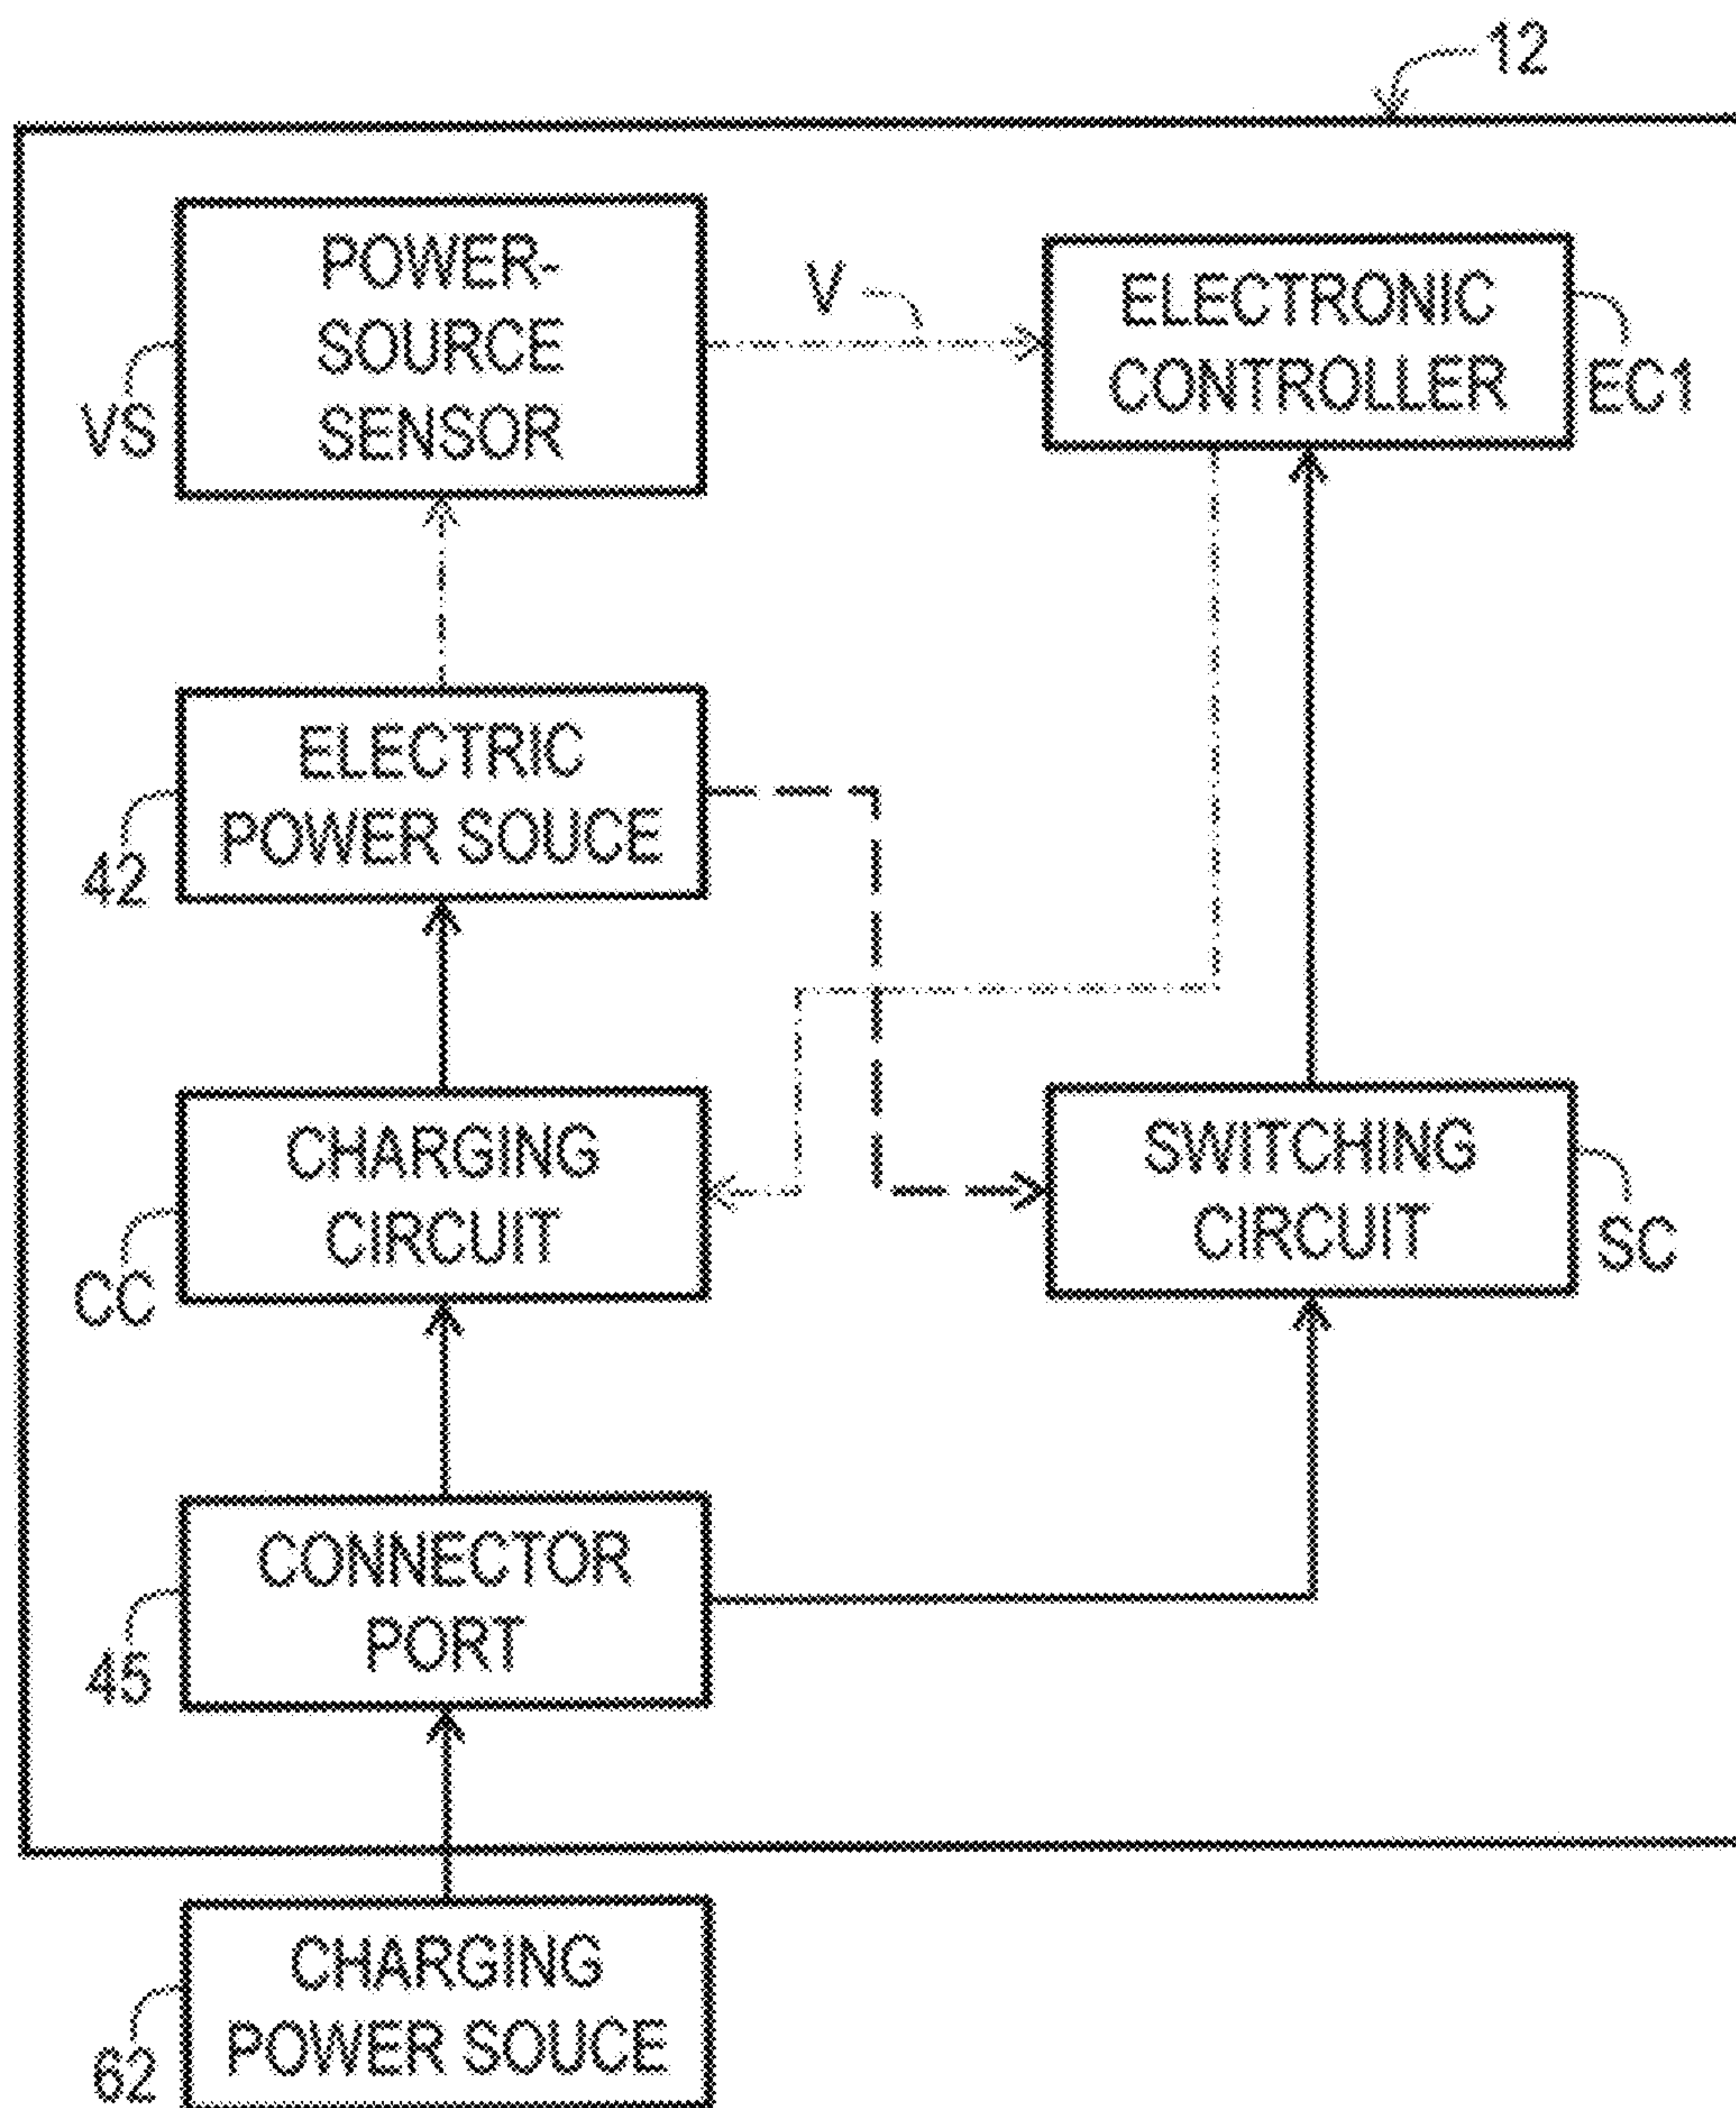 12
POWER-
SOURCE
SENSOR
VS
V
ELECTRONIC
CONTROLLER
EC1
ELECTRIC
POWER SOUCE
42
CHARGING
CIRCUIT
CC
SWITCHING
CIRCUIT
SC
CONNECTOR
PORT
45
CHARGING
POWER SOUCE
62